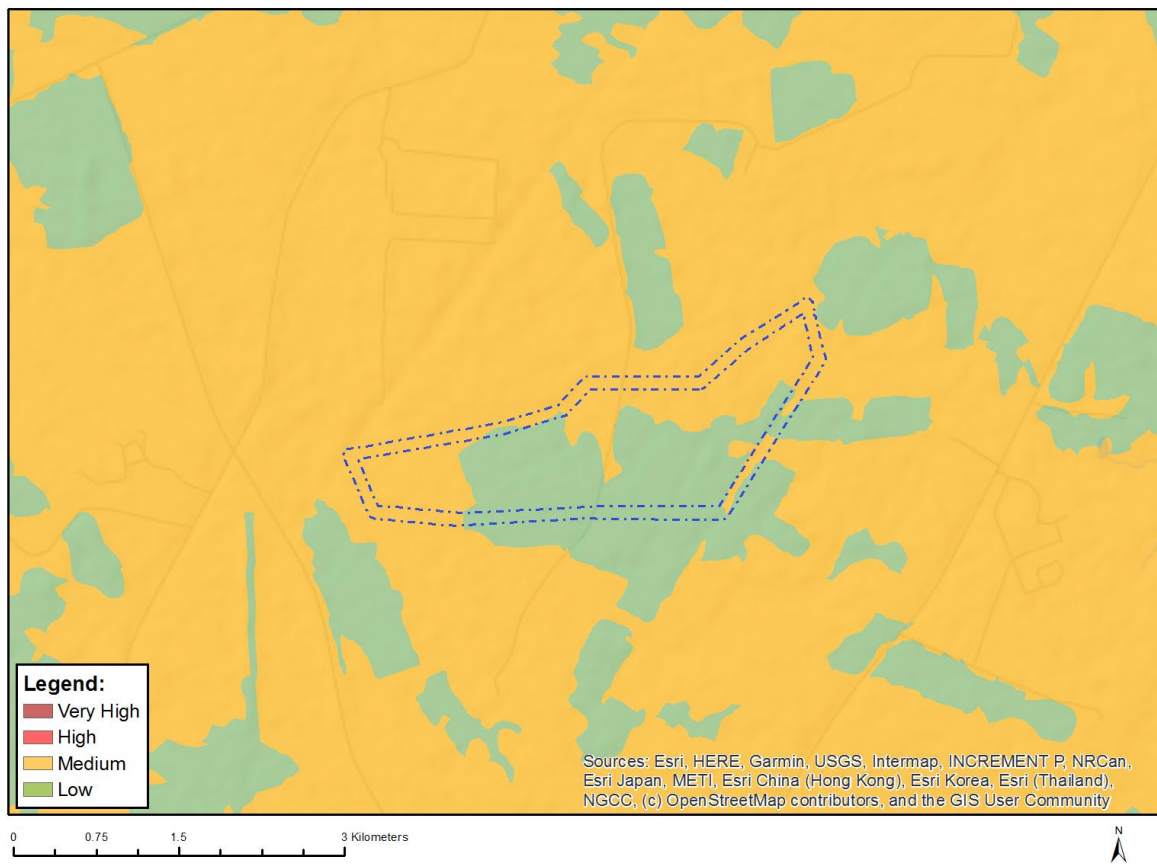 Legend:
Very High
High
Medium
Low
Sources: Esri, HERE, Garmin, USGS, Intermap, INCREMENT P, NRCan,
Esri Japan, METI, Esri China (Hong Kong), Esri Korea, Esri (Thailand),
NGCC, (c) OpenStreetMap contributors, and the GIS User Community
0 0.75 1.5 3 Kilometers
N